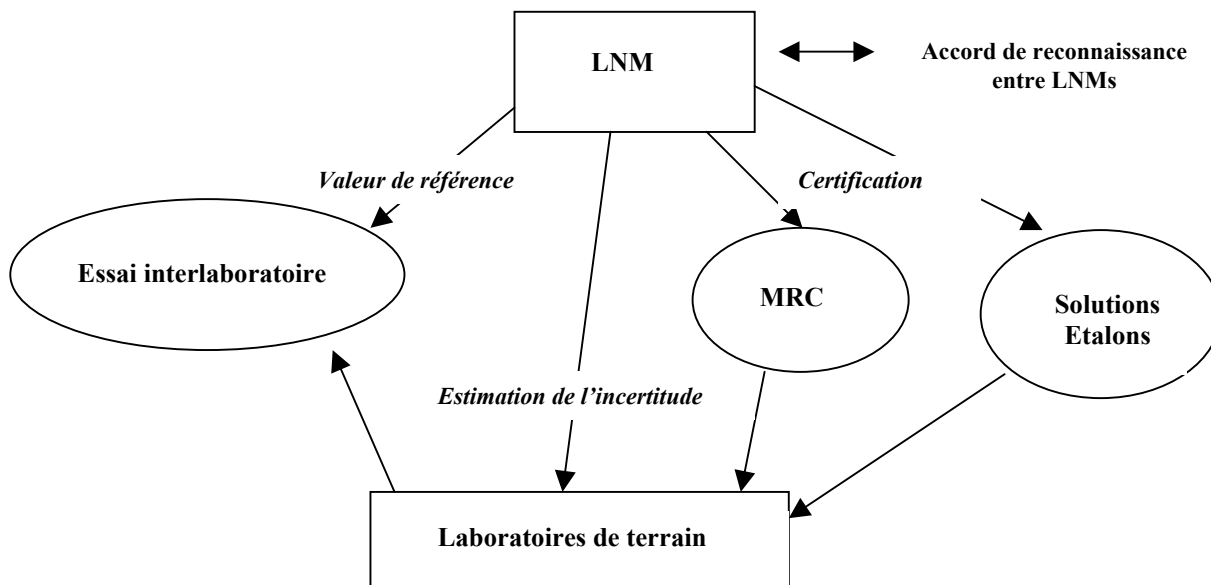 LNM
Accord de reconnaissance
entre LNMs
Valeur de référence
Certification
Essai interlaboratoire
MRC
Solutions
Etalons
Estimation de l’incertitude
Laboratoires de terrain